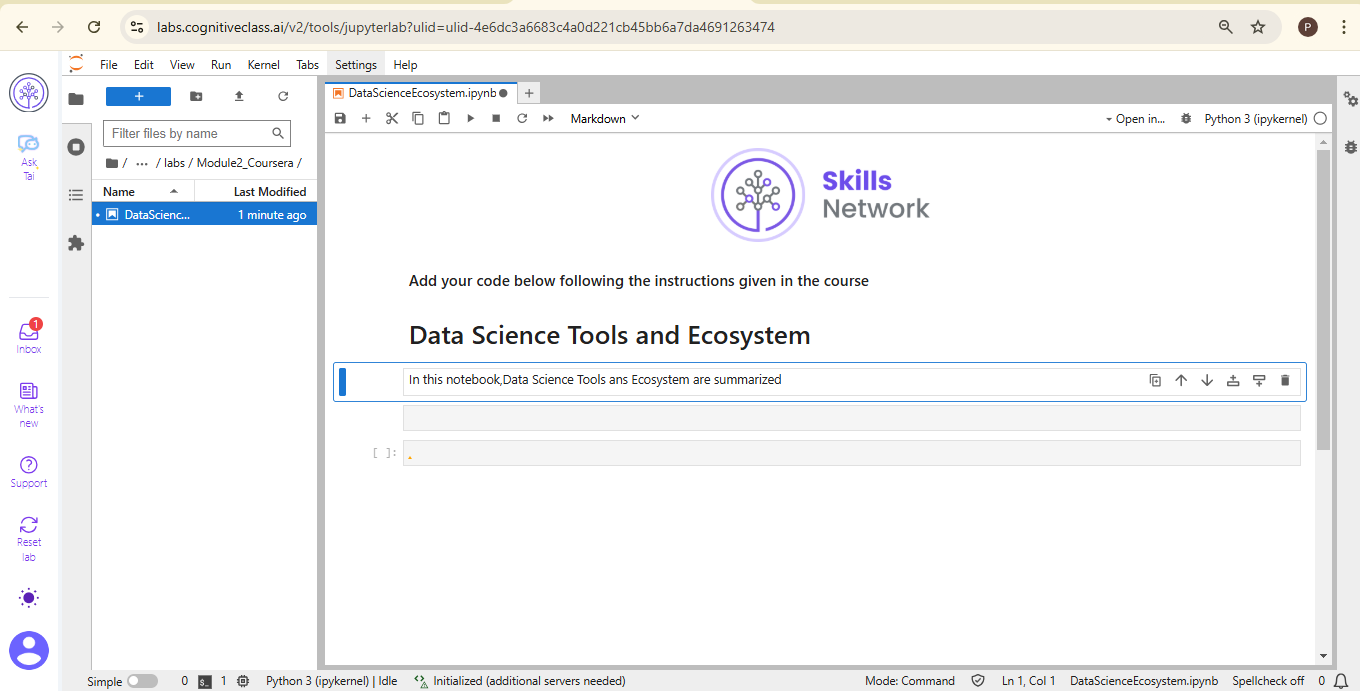 labs.cognitiveclass.ai/v2/tools/jupyterlab?ulid=ulid-4e6dc3a6683c4a0d221cb45bb6a7da4691263474
P
File Edit View Run Kernel Tabs Settings Help
Ask
Tai
1
Inbox
What's
new
Support
Reset
lab
+
Filter files by name
/ ... / labs / Module2_Coursera /
Name Last Modified
DataScienc... 1 minute ago
DataScienceEcosystem.ipynb
Markdown
Open in...
Python 3 (ipykernel)
Skills
Network
Add your code below following the instructions given in the course
Data Science Tools and Ecosystem
In this notebook,Data Science Tools ans Ecosystem are summarized
[ ]: .
Simple 0 $_ 1 Python 3 (ipykernel) | Idle Initialized (additional servers needed) Mode: Command Ln 1, Col 1 DataScienceEcosystem.ipynb Spellcheck off 0